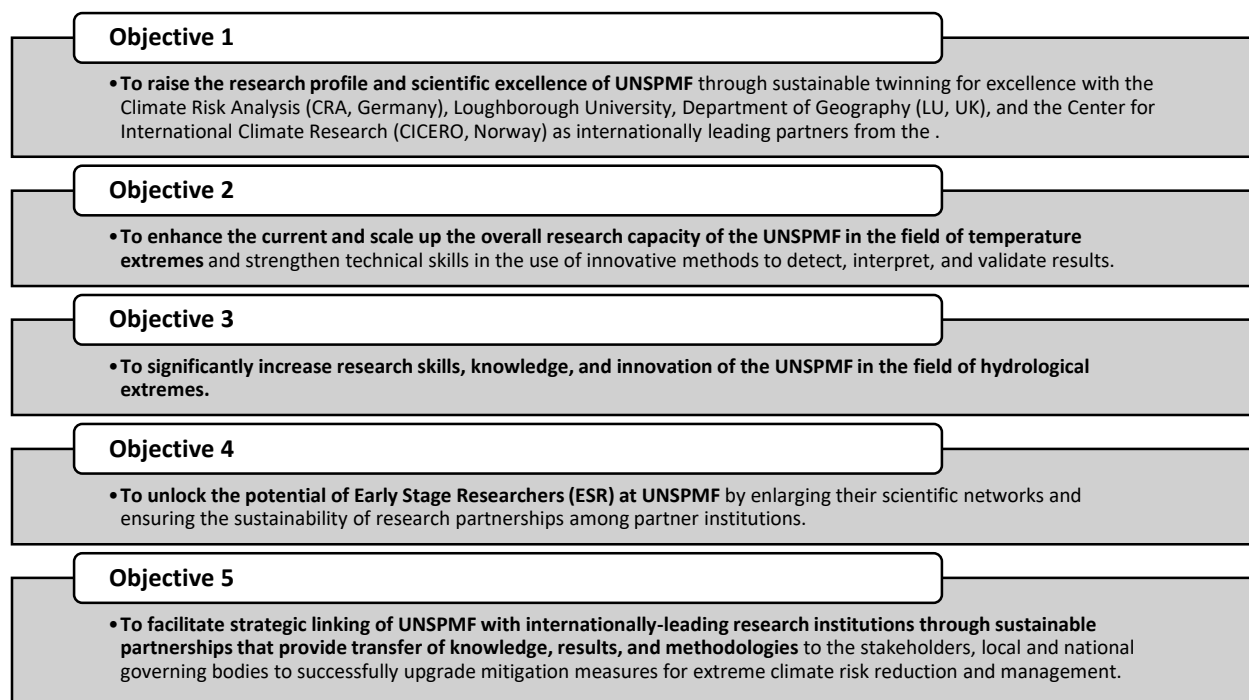 Objective 1
•To raise the research profile and scientific excellence of UNSPMF through sustainable twinning for excellence with the
Climate Risk Analysis (CRA, Germany), Loughborough University, Department of Geography (LU, UK), and the Center for
International Climate Research (CICERO, Norway) as internationally leading partners from the .
Objective 2
•To enhance the current and scale up the overall research capacity of the UNSPMF in the field of temperature
extremes and strengthen technical skills in the use of innovative methods to detect, interpret, and validate results.
Objective 3
•To significantly increase research skills, knowledge, and innovation of the UNSPMF in the field of hydrological
extremes.
Objective 4
•To unlock the potential of Early Stage Researchers (ESR) at UNSPMF by enlarging their scientific networks and
ensuring the sustainability of research partnerships among partner institutions.
Objective 5
•To facilitate strategic linking of UNSPMF with internationally-leading research institutions through sustainable
partnerships that provide transfer of knowledge, results, and methodologies to the stakeholders, local and national
governing bodies to successfully upgrade mitigation measures for extreme climate risk reduction and management.